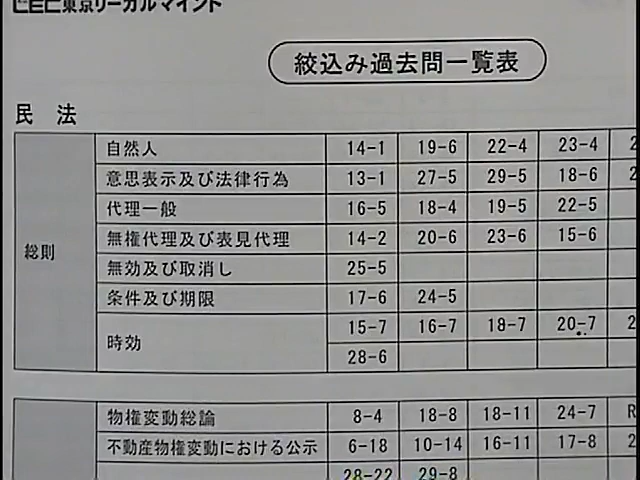 LEC東京リーガルマインド
絞込み過去問一覧表
民 法
総則
自然人 14-1 19-6 22-4 23-4 2
意思表示及び法律行為 13-1 27-5 29-5 18-6 2
代理一般 16-5 18-4 19-5 22-5
無権代理及び表見代理 14-2 20-6 23-6 15-6
無効及び取消し 25-5
条件及び期限 17-6 24-5
時効 15-7 16-7 18-7 20-7 2
28-6
物権変動総論 8-4 18-8 18-11 24-7 R
不動産物権変動における公示 6-18 10-14 16-11 17-8 2
28-22 29-8